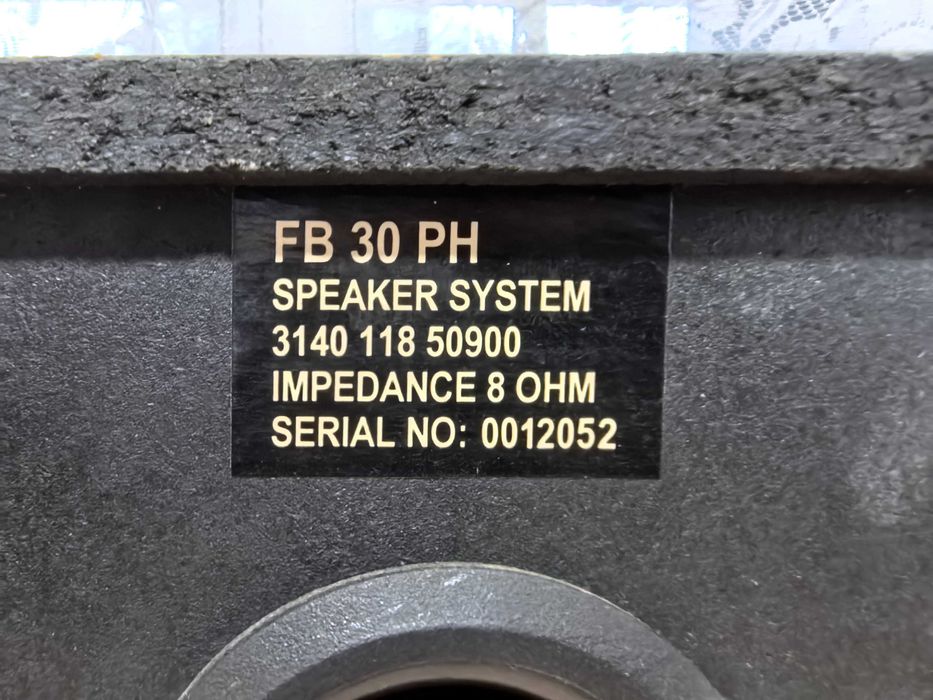 FB 30 PH
SPEAKER SYSTEM
3140 118 50900
IMPEDANCE 8 OHM
SERIAL NO: 0012052